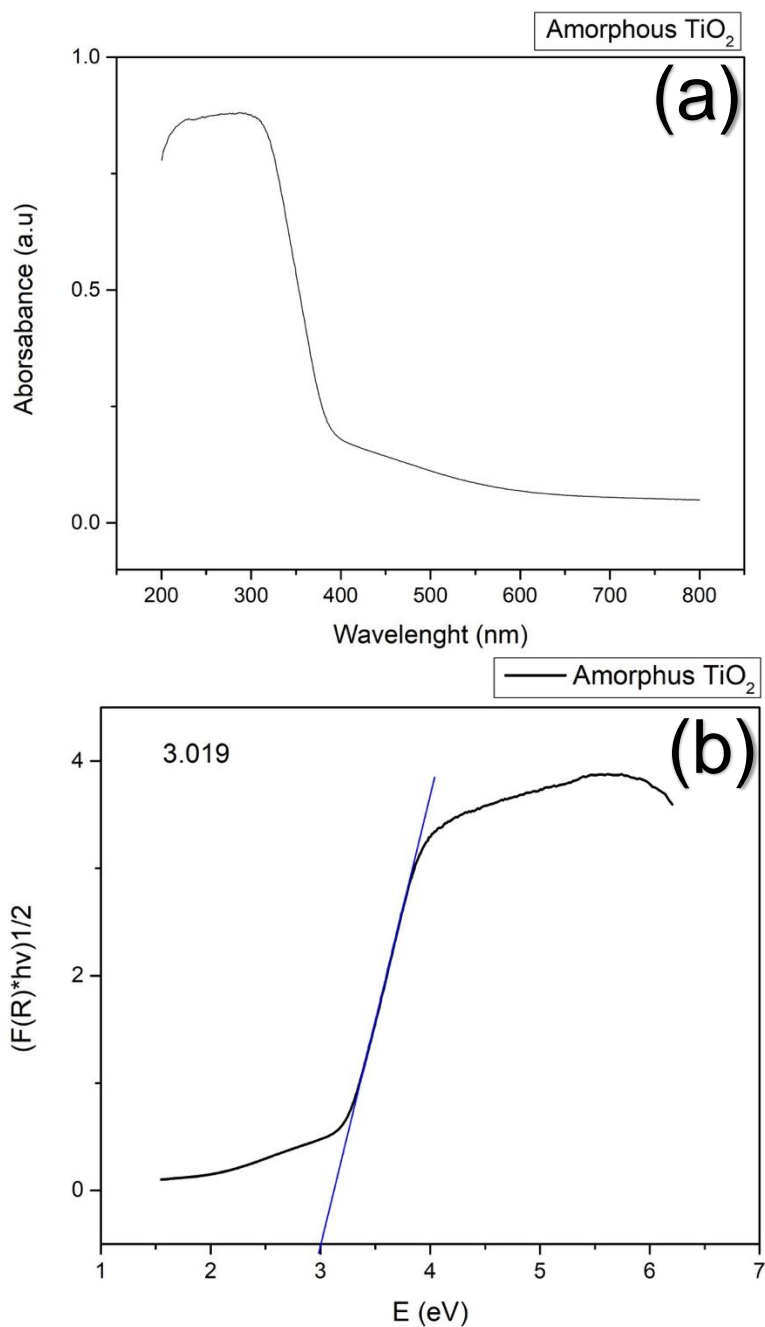 Amorphous TiO₂
(a)
1.0
0.5
0.0
Aborsabance (a.u)
200 300 400 500 600 700 800
Wavelenght (nm)
Amorphus TiO₂
(b)
3.019
4
2
0
(F(R)*hv)1/2
1 2 3 4 5 6 7
E (eV)